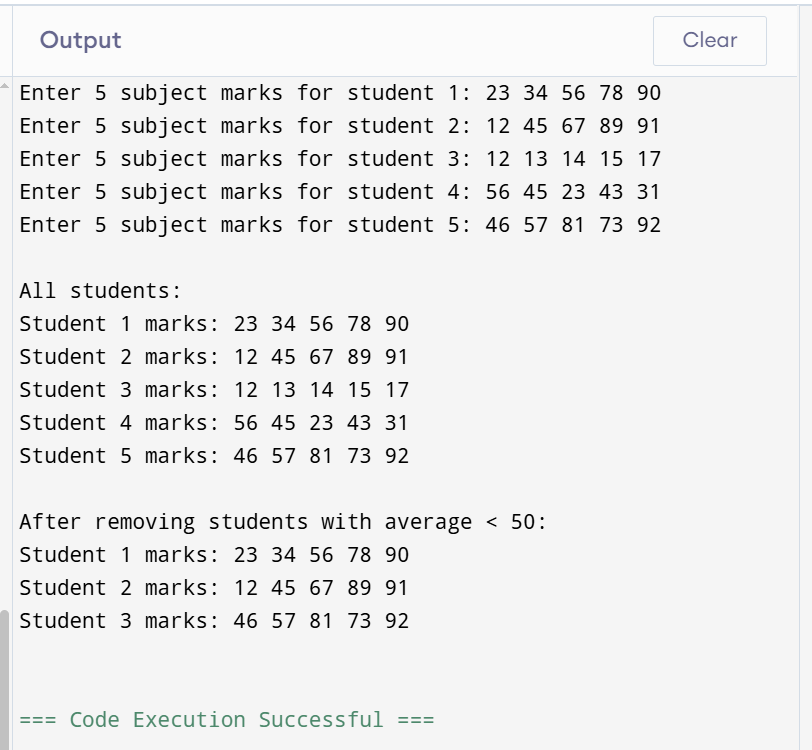 Output
Clear
Enter 5 subject marks for student 1: 23 34 56 78 90
Enter 5 subject marks for student 2: 12 45 67 89 91
Enter 5 subject marks for student 3: 12 13 14 15 17
Enter 5 subject marks for student 4: 56 45 23 43 31
Enter 5 subject marks for student 5: 46 57 81 73 92
All students:
Student 1 marks: 23 34 56 78 90
Student 2 marks: 12 45 67 89 91
Student 3 marks: 12 13 14 15 17
Student 4 marks: 56 45 23 43 31
Student 5 marks: 46 57 81 73 92
After removing students with average < 50:
Student 1 marks: 23 34 56 78 90
Student 2 marks: 12 45 67 89 91
Student 3 marks: 46 57 81 73 92
=== Code Execution Successful ===